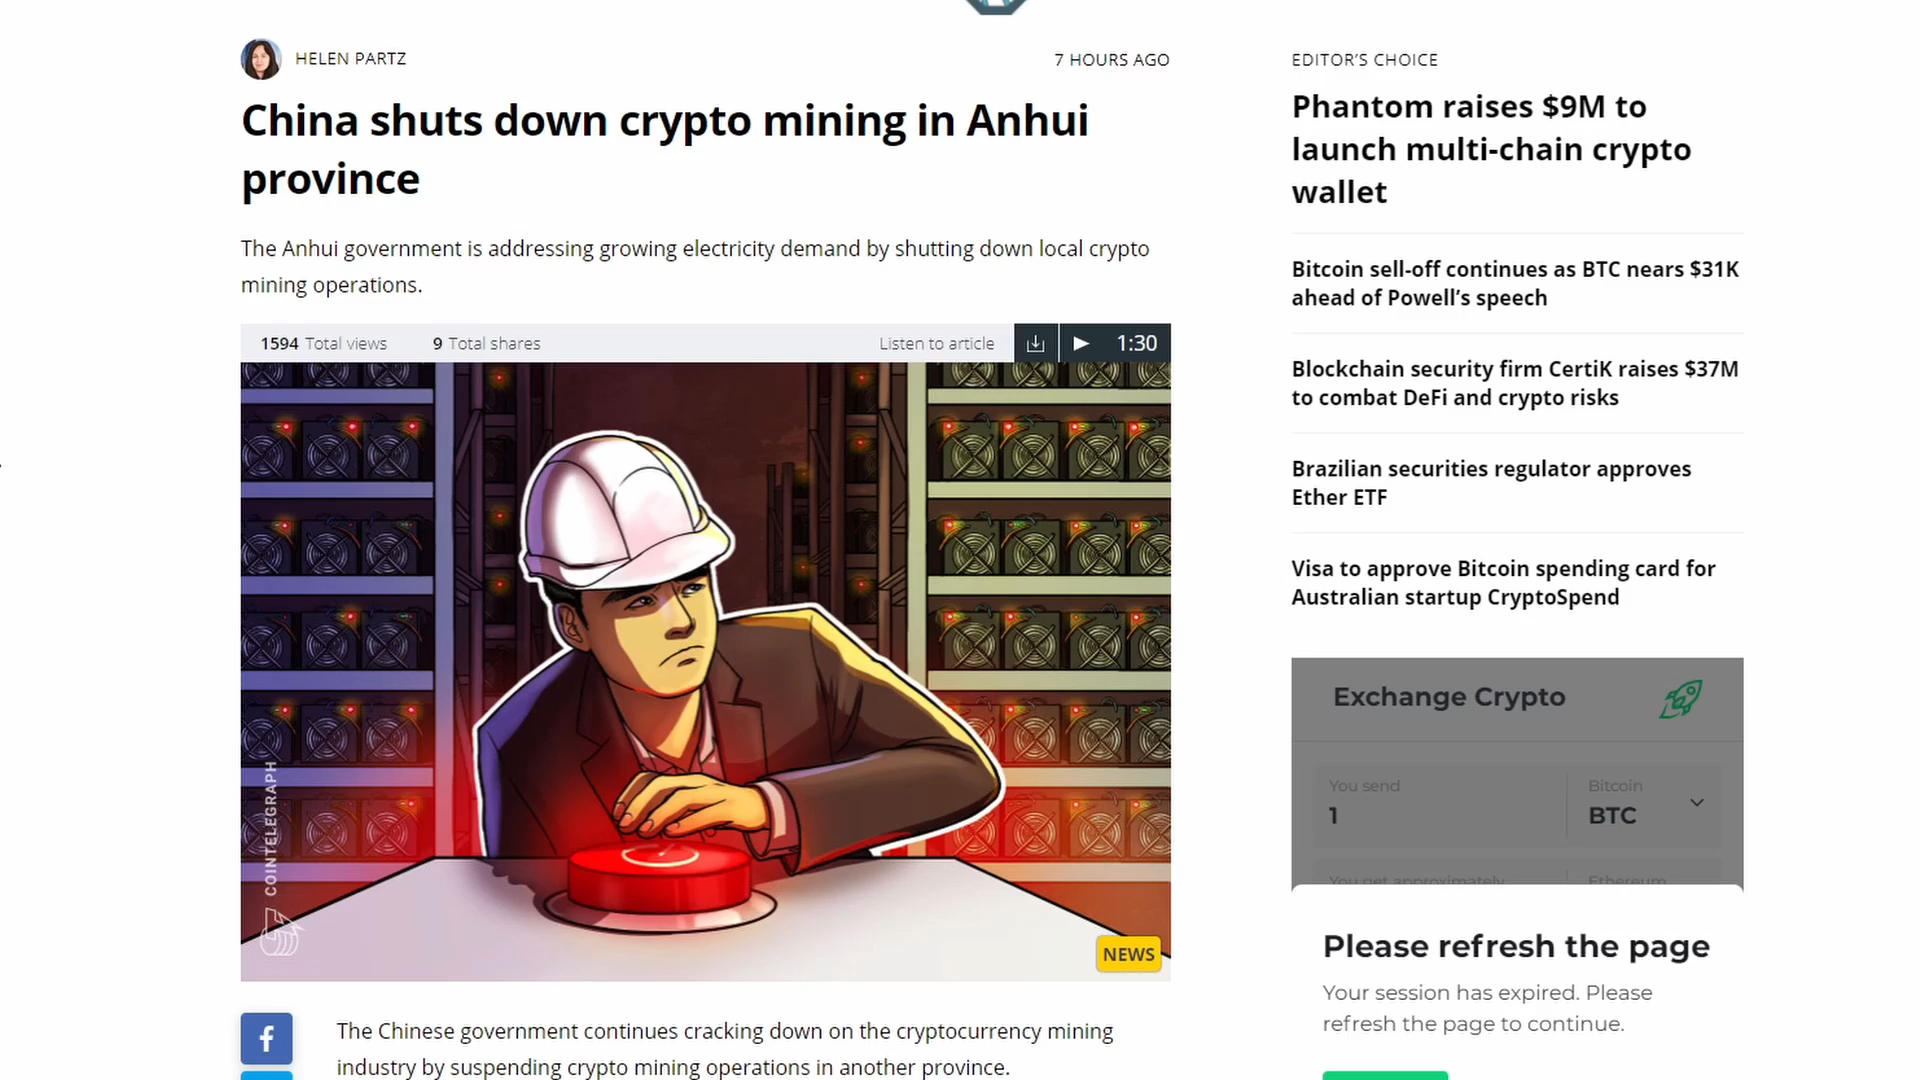 HELEN PARTZ
7 HOURS AGO
China shuts down crypto mining in Anhui
province
The Anhui government is addressing growing electricity demand by shutting down local crypto
mining operations.
1594 Total views
9 Total shares
Listen to article
1:30
COINTELEGRAPH
NEWS
The Chinese government continues cracking down on the cryptocurrency mining
industry by suspending crypto mining operations in another province.
EDITOR'S CHOICE
Phantom raises $9M to
launch multi-chain crypto
wallet
Bitcoin sell-off continues as BTC nears $31K
ahead of Powell's speech
Blockchain security firm CertiK raises $37M
to combat DeFi and crypto risks
Brazilian securities regulator approves
Ether ETF
Visa to approve Bitcoin spending card for
Australian startup CryptoSpend
Exchange Crypto
You send
Bitcoin
1
BTC
You get approximately
Ethereum
Please refresh the page
Your session has expired. Please
refresh the page to continue.